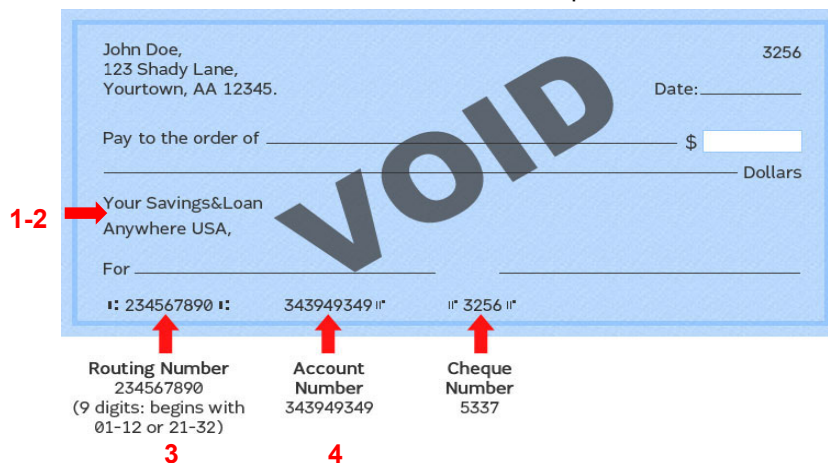 John Doe,
3256
123 Shady Lane,
Yourtown, AA 12345.
Date:
Pay to the order of
$
Dollars
VOID
1-2
Your Savings&Loan
Anywhere USA,
For
⑆ 234567890 ⑆ 343949349 ⑈ ⑈ 3256 ⑈
Routing Number
234567890
(9 digits: begins with
01-12 or 21-32)
3
Account
Number
343949349
4
Cheque
Number
5337